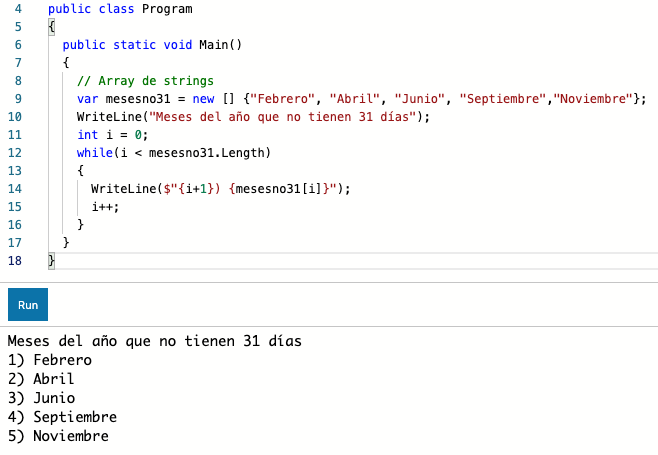 4 public class Program
5 {
6 public static void Main()
7 {
8 // Array de strings
9 var mesesno31 = new [] {"Febrero", "Abril", "Junio", "Septiembre","Noviembre"};
10 WriteLine("Meses del año que no tienen 31 días");
11 int i = 0;
12 while(i < mesesno31.Length)
13 {
14 WriteLine($"{i+1}) {mesesno31[i]}");
15 i++;
16 }
17 }
18 }
Run
Meses del año que no tienen 31 días
1) Febrero
2) Abril
3) Junio
4) Septiembre
5) Noviembre